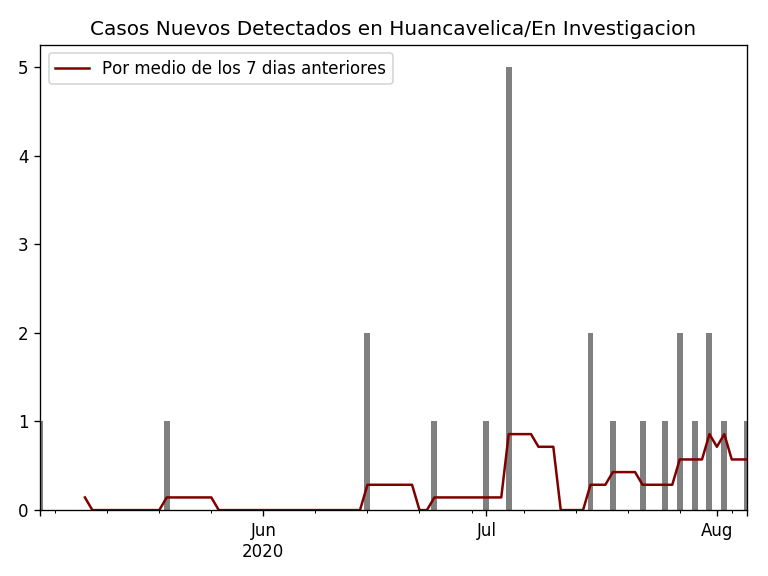 Casos Nuevos Detectados en Huancavelica/En Investigacion
Por medio de los 7 dias anteriores
5
4
3
2
1
0
Jun
2020
Jul
Aug